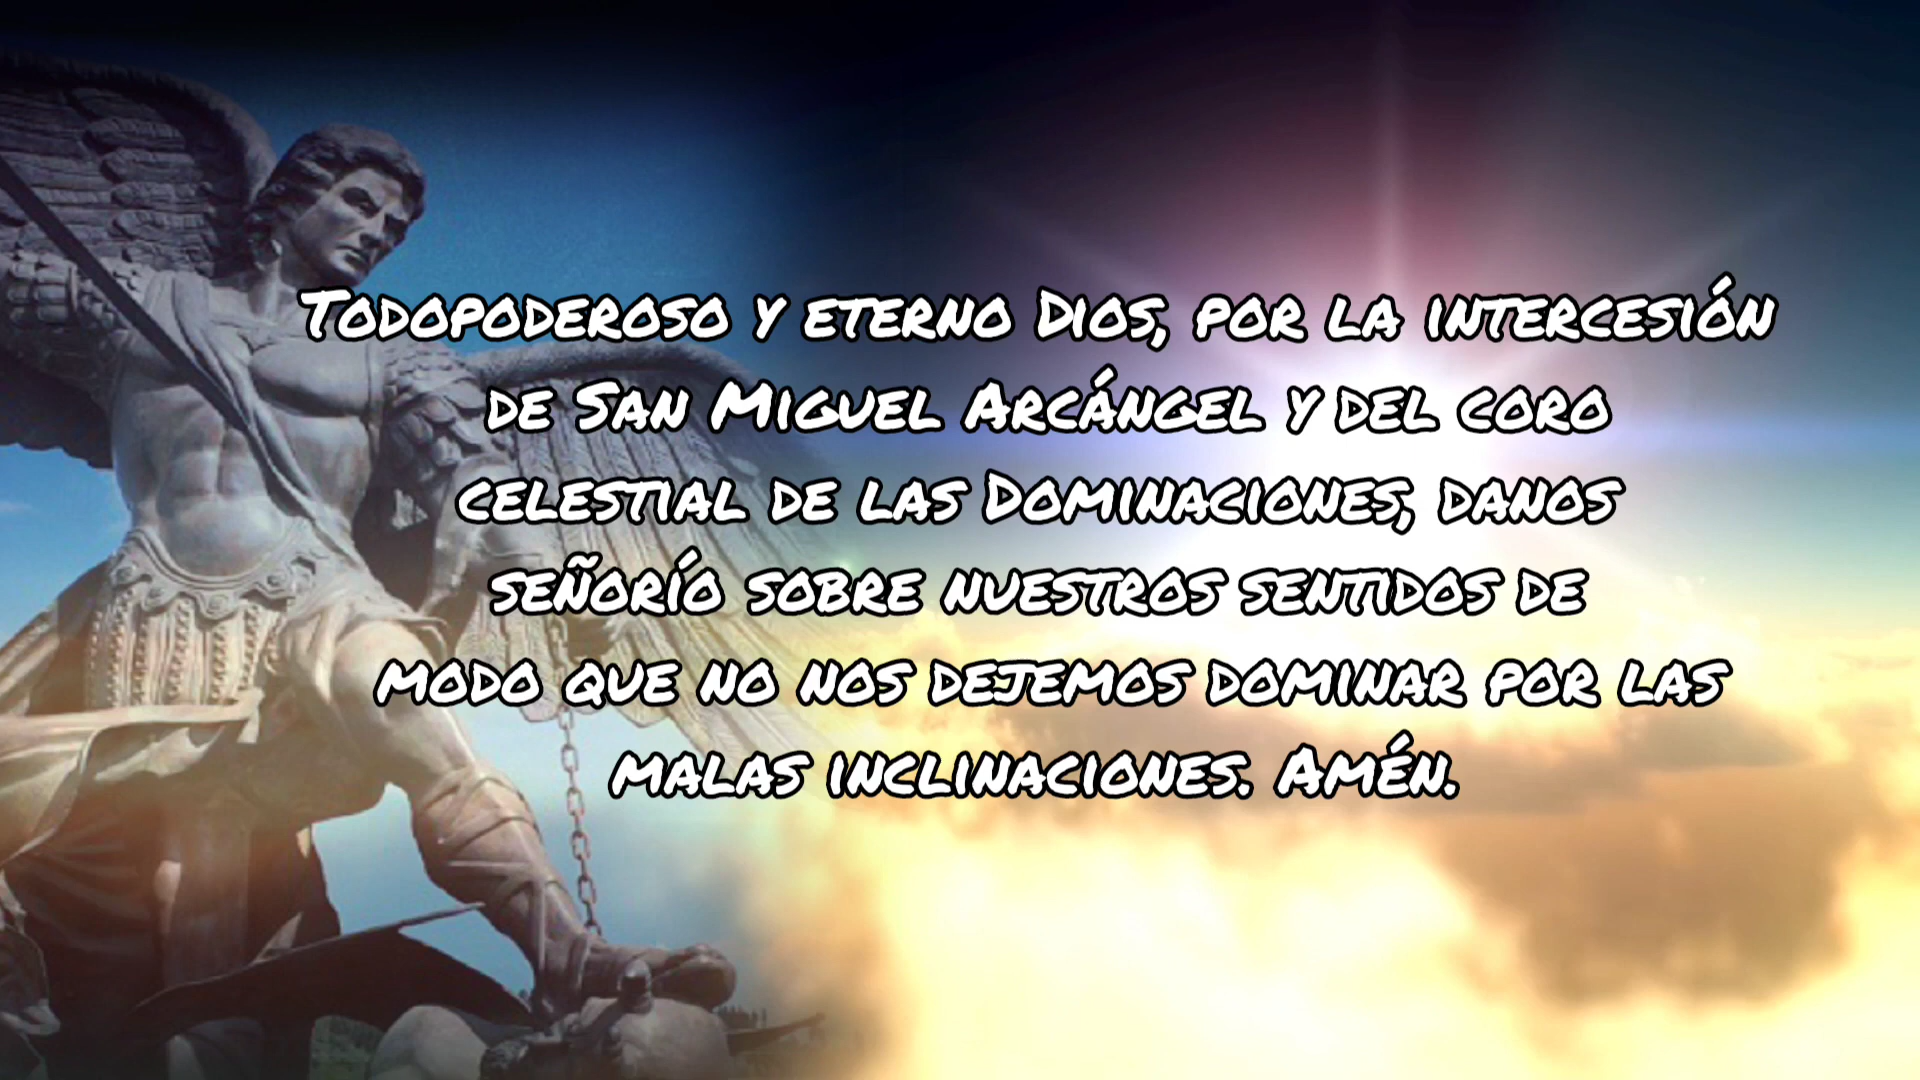 Todopoderoso y eterno Dios, por la intercesión
de San Miguel Arcángel y del coro
celestial de las Dominaciones, danos
señorío sobre nuestros sentidos de
modo que no nos dejemos dominar por las
malas inclinaciones. Amén.